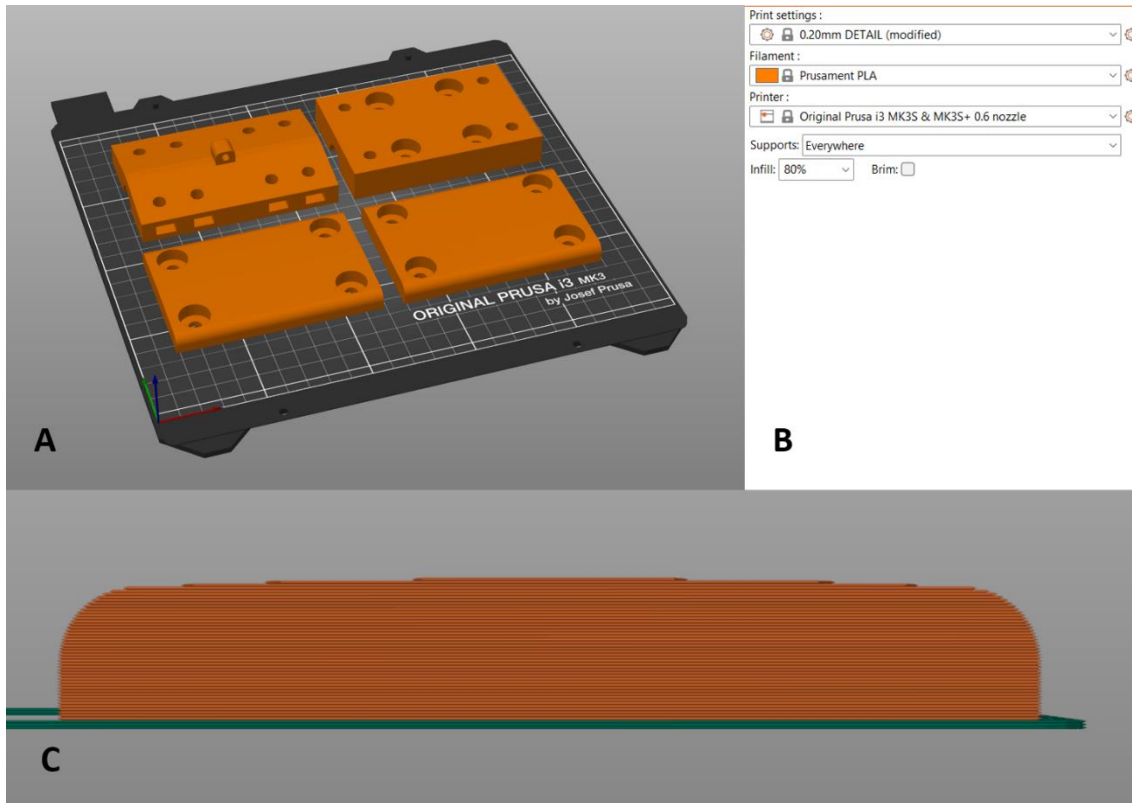 ORIGINAL PRUSA i3 MK3
by Josef Prusa
A
Print settings :
0.20mm DETAIL (modified)
Filament :
Prusament PLA
Printer :
Original Prusa i3 MK3S & MK3S+ 0.6 nozzle
Supports: Everywhere
Infill: 80% Brim:
B
C